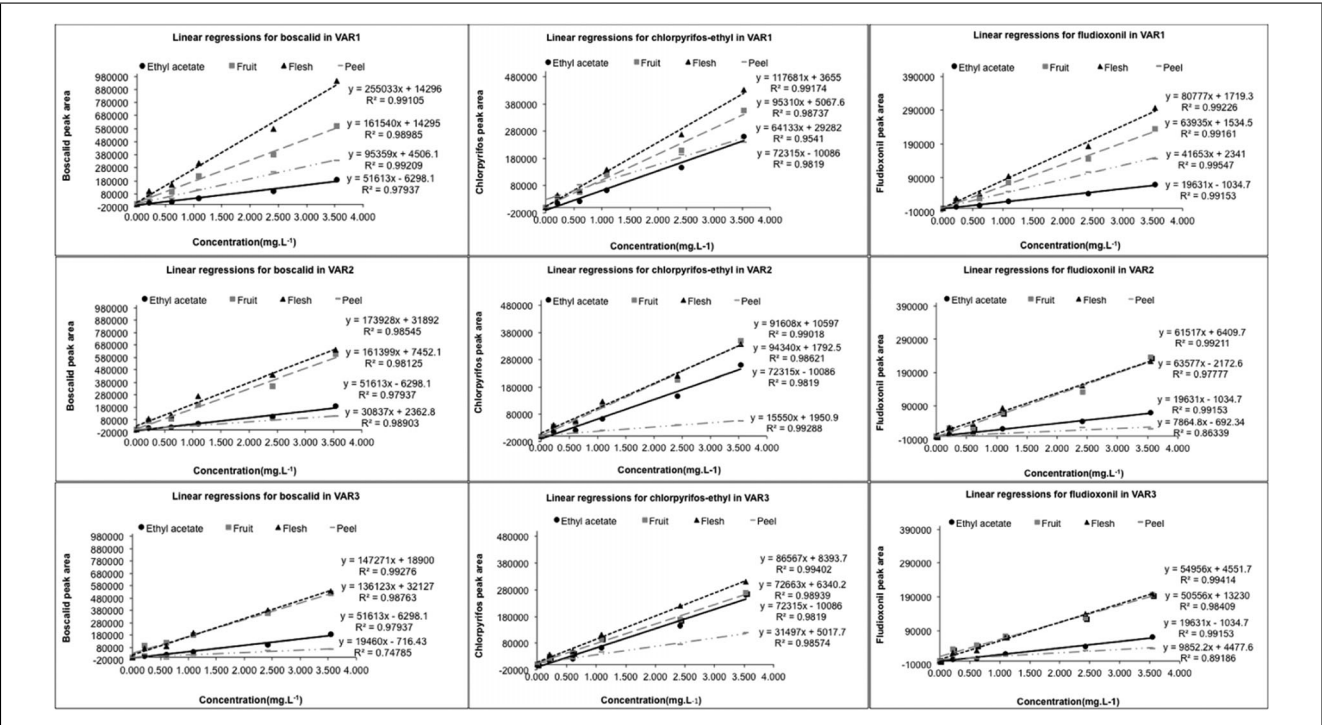 Linear regressions for boscalid in VAR1
Ethyl acetate Fruit Flesh Peel
Boscalid peak area
980000
880000
780000
680000
580000
480000
380000
280000
180000
80000
-20000
y = 255033x + 14296
R² = 0.99105
y = 161540x + 14295
R² = 0.98985
y = 95359x + 4506.1
R² = 0.99209
y = 51613x - 6298.1
R² = 0.97937
0.000 0.500 1.000 1.500 2.000 2.500 3.000 3.500 4.000
Concentration(mg.L-1)
Linear regressions for chlorpyrifos-ethyl in VAR1
Ethyl acetate Fruit Flesh Peel
Chlorpyrifos peak area
480000
380000
280000
180000
80000
-20000
y = 117681x + 3655
R² = 0.99174
y = 95310x + 5067.6
R² = 0.98737
y = 64133x + 29282
R² = 0.9541
y = 72315x - 10086
R² = 0.9819
0.000 0.500 1.000 1.500 2.000 2.500 3.000 3.500 4.000
Concentration(mg.L-1)
Linear regressions for fludioxonil in VAR1
Ethyl acetate Fruit Flesh Peel
Fludioxonil peak area
390000
290000
190000
90000
-10000
y = 80777x + 1719.3
R² = 0.99226
y = 63935x + 1534.5
R² = 0.99161
y = 41653x + 2341
R² = 0.99547
y = 19631x - 1034.7
R² = 0.99153
0.000 0.500 1.000 1.500 2.000 2.500 3.000 3.500 4.000
Concentration(mg.L-1)
Linear regressions for boscalid in VAR2
Ethyl acetate Fruit Flesh Peel
Boscalid peak area
980000
880000
780000
680000
580000
480000
380000
280000
180000
80000
-20000
y = 173928x + 31892
R² = 0.98545
y = 161399x + 7452.1
R² = 0.98125
y = 51613x - 6298.1
R² = 0.97937
y = 30837x + 2362.8
R² = 0.98903
0.000 0.500 1.000 1.500 2.000 2.500 3.000 3.500 4.000
Concentration(mg.L-1)
Linear regressions for chlorpyrifos-ethyl in VAR2
Ethyl acetate Fruit Flesh Peel
Chlorpyrifos peak area
480000
380000
280000
180000
80000
-20000
y = 91608x + 10597
R² = 0.99018
y = 94340x + 1792.5
R² = 0.98621
y = 72315x - 10086
R² = 0.9819
y = 15550x + 1950.9
R² = 0.99288
0.000 0.500 1.000 1.500 2.000 2.500 3.000 3.500 4.000
Concentration(mg.L-1)
Linear regressions for fludioxonil in VAR2
Ethyl acetate Fruit Flesh Peel
Fludioxonil peak area
390000
290000
190000
90000
-10000
y = 61517x + 6409.7
R² = 0.99211
y = 63577x - 2172.6
R² = 0.97777
y = 19631x - 1034.7
R² = 0.99153
y = 7864.8x - 692.34
R² = 0.86339
0.000 0.500 1.000 1.500 2.000 2.500 3.000 3.500 4.000
Concentration(mg.L-1)
Linear regressions for boscalid in VAR3
Ethyl acetate Fruit Flesh Peel
Boscalid peak area
980000
880000
780000
680000
580000
480000
380000
280000
180000
80000
-20000
y = 147271x + 18900
R² = 0.99276
y = 136123x + 32127
R² = 0.98763
y = 51613x - 6298.1
R² = 0.97937
y = 19460x - 716.43
R² = 0.74785
0.000 0.500 1.000 1.500 2.000 2.500 3.000 3.500 4.000
Concentration(mg.L-1)
Linear regressions for chlorpyrifos-ethyl in VAR3
Ethyl acetate Fruit Flesh Peel
Chlorpyrifos peak area
480000
380000
280000
180000
80000
-20000
y = 86567x + 8393.7
R² = 0.99402
y = 72663x + 6340.2
R² = 0.98939
y = 72315x - 10086
R² = 0.9819
y = 31497x + 5017.7
R² = 0.98574
0.000 0.500 1.000 1.500 2.000 2.500 3.000 3.500 4.000
Concentration(mg.L-1)
Linear regressions for fludioxonil in VAR3
Ethyl acetate Fruit Flesh Peel
Fludioxonil peak area
390000
290000
190000
90000
-10000
y = 54956x + 4551.7
R² = 0.99414
y = 50556x + 13230
R² = 0.98409
y = 19631x - 1034.7
R² = 0.99153
y = 9852.2x + 4477.6
R² = 0.89186
0.000 0.500 1.000 1.500 2.000 2.500 3.000 3.500 4.000
Concentration(mg.L-1)